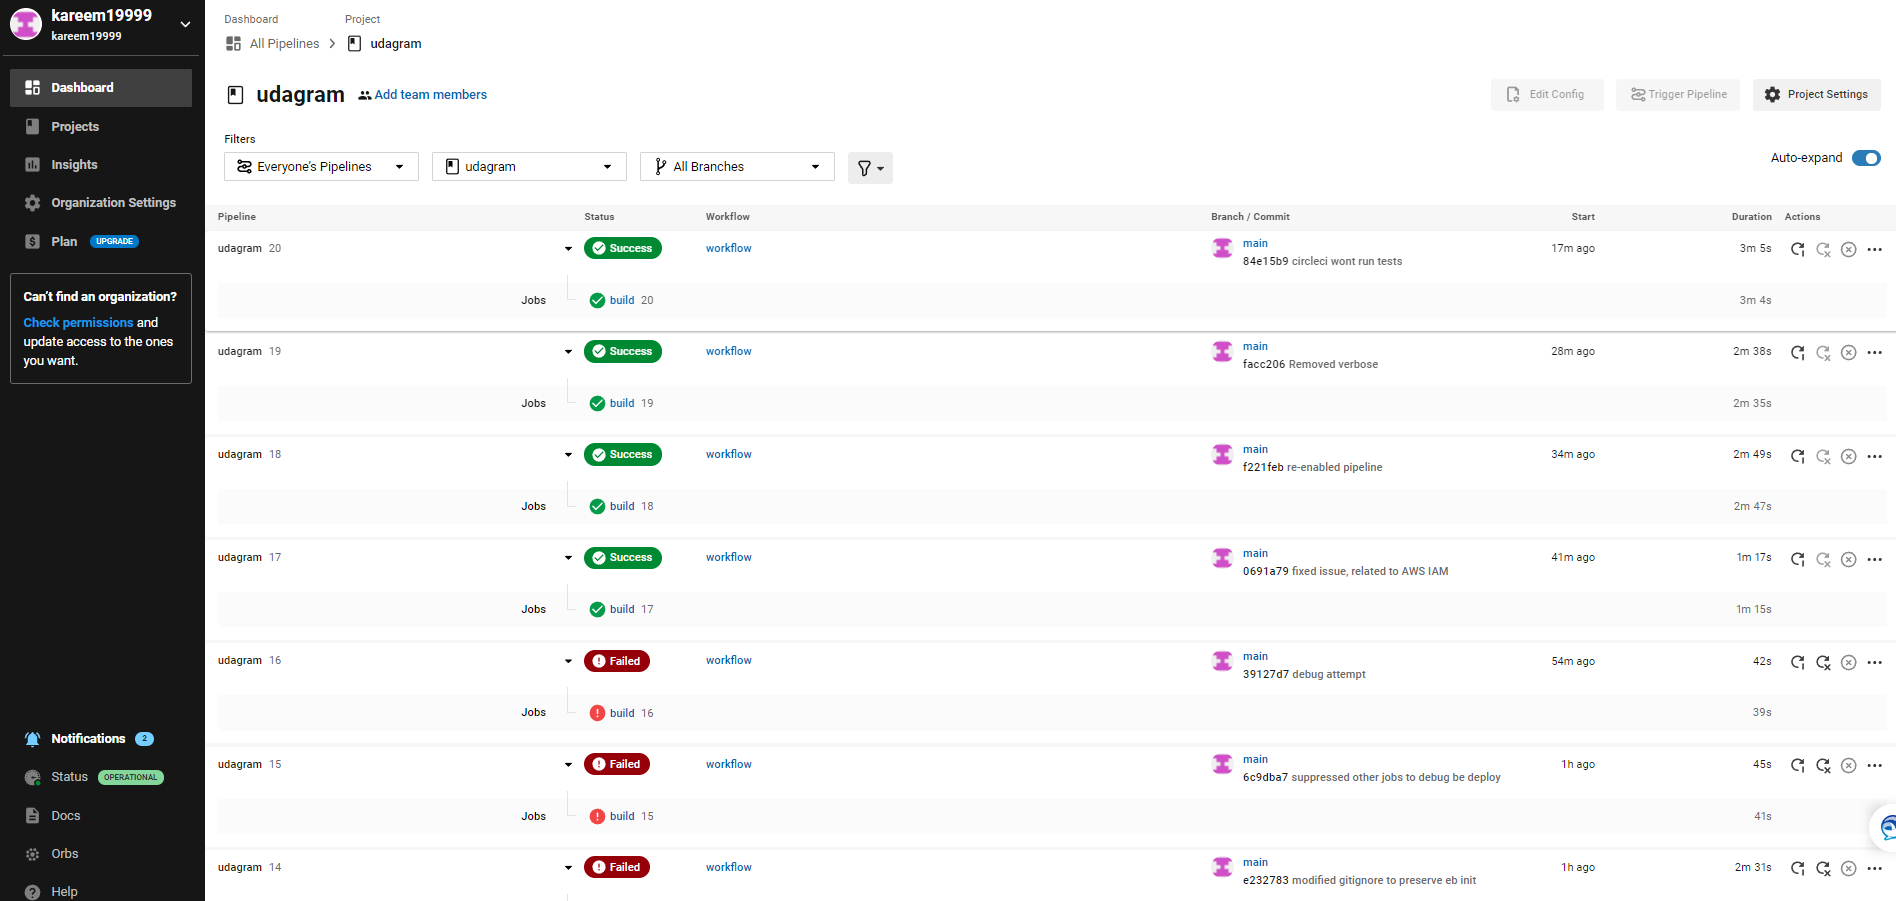 kareem19999
kareem19999
Dashboard
Projects
Insights
Organization Settings
Plan UPGRADE
Can't find an organization?
Check permissions and
update access to the ones
you want.
Notifications 2
Status OPERATIONAL
Docs
Orbs
Help
Dashboard Project
All Pipelines udagram
udagram Add team members
Edit Config Trigger Pipeline Project Settings
Filters
Everyone's Pipelines udagram All Branches
Auto-expand
Pipeline Status Workflow Branch / Commit Start Duration Actions
udagram 20 Success workflow main 17m ago 3m 5s
84e15b9 circleci wont run tests
Jobs build 20 3m 4s
udagram 19 Success workflow main 28m ago 2m 38s
facc206 Removed verbose
Jobs build 19 2m 35s
udagram 18 Success workflow main 34m ago 2m 49s
f221feb re-enabled pipeline
Jobs build 18 2m 47s
udagram 17 Success workflow main 41m ago 1m 17s
0691a79 fixed issue, related to AWS IAM
Jobs build 17 1m 15s
udagram 16 Failed workflow main 54m ago 42s
39127d7 debug attempt
Jobs build 16 39s
udagram 15 Failed workflow main 1h ago 45s
6c9dba7 suppressed other jobs to debug be deploy
Jobs build 15 41s
udagram 14 Failed workflow main 1h ago 2m 31s
e232783 modified gitignore to preserve eb init